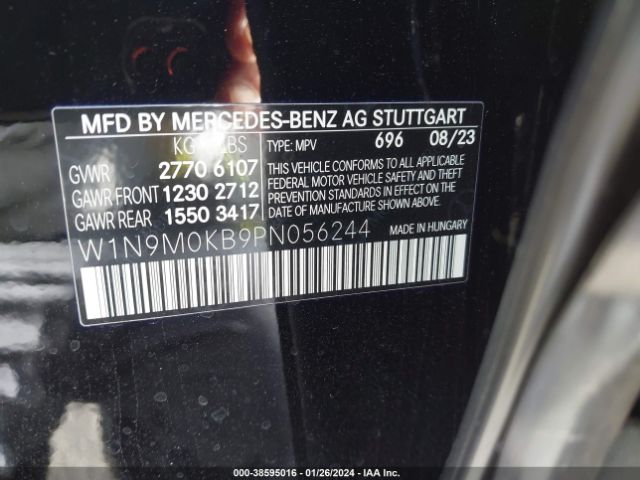 MFD BY MERCEDES-BENZ AG STUTTGART
KG LBS TYPE: MPV 696 08/23
GVWR 2770 6107
GAWR FRONT 1230 2712
GAWR REAR 1550 3417
THIS VEHICLE CONFORMS TO ALL APPLICABLE
FEDERAL MOTOR VEHICLE SAFETY AND THEFT
PREVENTION STANDARDS IN EFFECT ON THE
DATE OF MANUFACTURE SHOWN ABOVE.
W1N9M0KB9PN056244 MADE IN HUNGARY
000-38595016 - 01/26/2024 - IAA Inc.